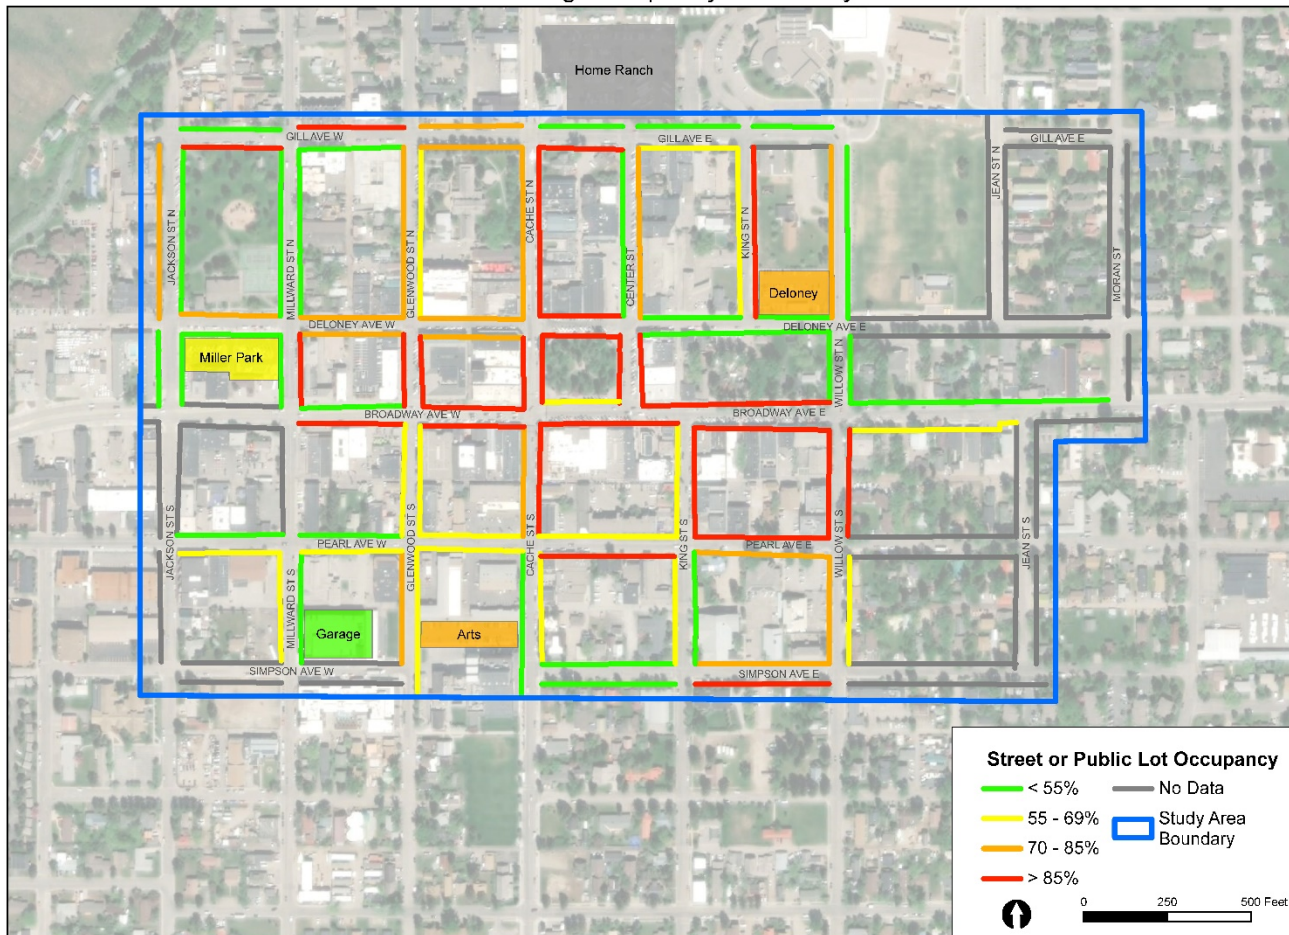 Home Ranch
GILL AVE W
GILL AVE E
GILL AVE E
JACKSON ST N
MILLWARD ST N
GLENWOOD ST N
CACHE ST N
CENTER ST
KING ST N
JEAN ST N
MORAN ST
Deloney
DELONEY AVE W
DELONEY AVE E
Miller Park
WILLOW ST N
BROADWAY AVE W
BROADWAY AVE E
JACKSON ST S
MILLWARD ST S
GLENWOOD ST S
CACHE ST S
KING ST S
WILLOW ST S
JEAN ST S
PEARL AVE W
PEARL AVE E
Garage
Arts
SIMPSON AVE W
SIMPSON AVE E
Street or Public Lot Occupancy
< 55%
No Data
55 - 69%
Study Area
Boundary
70 - 85%
> 85%
0 250 500 Feet